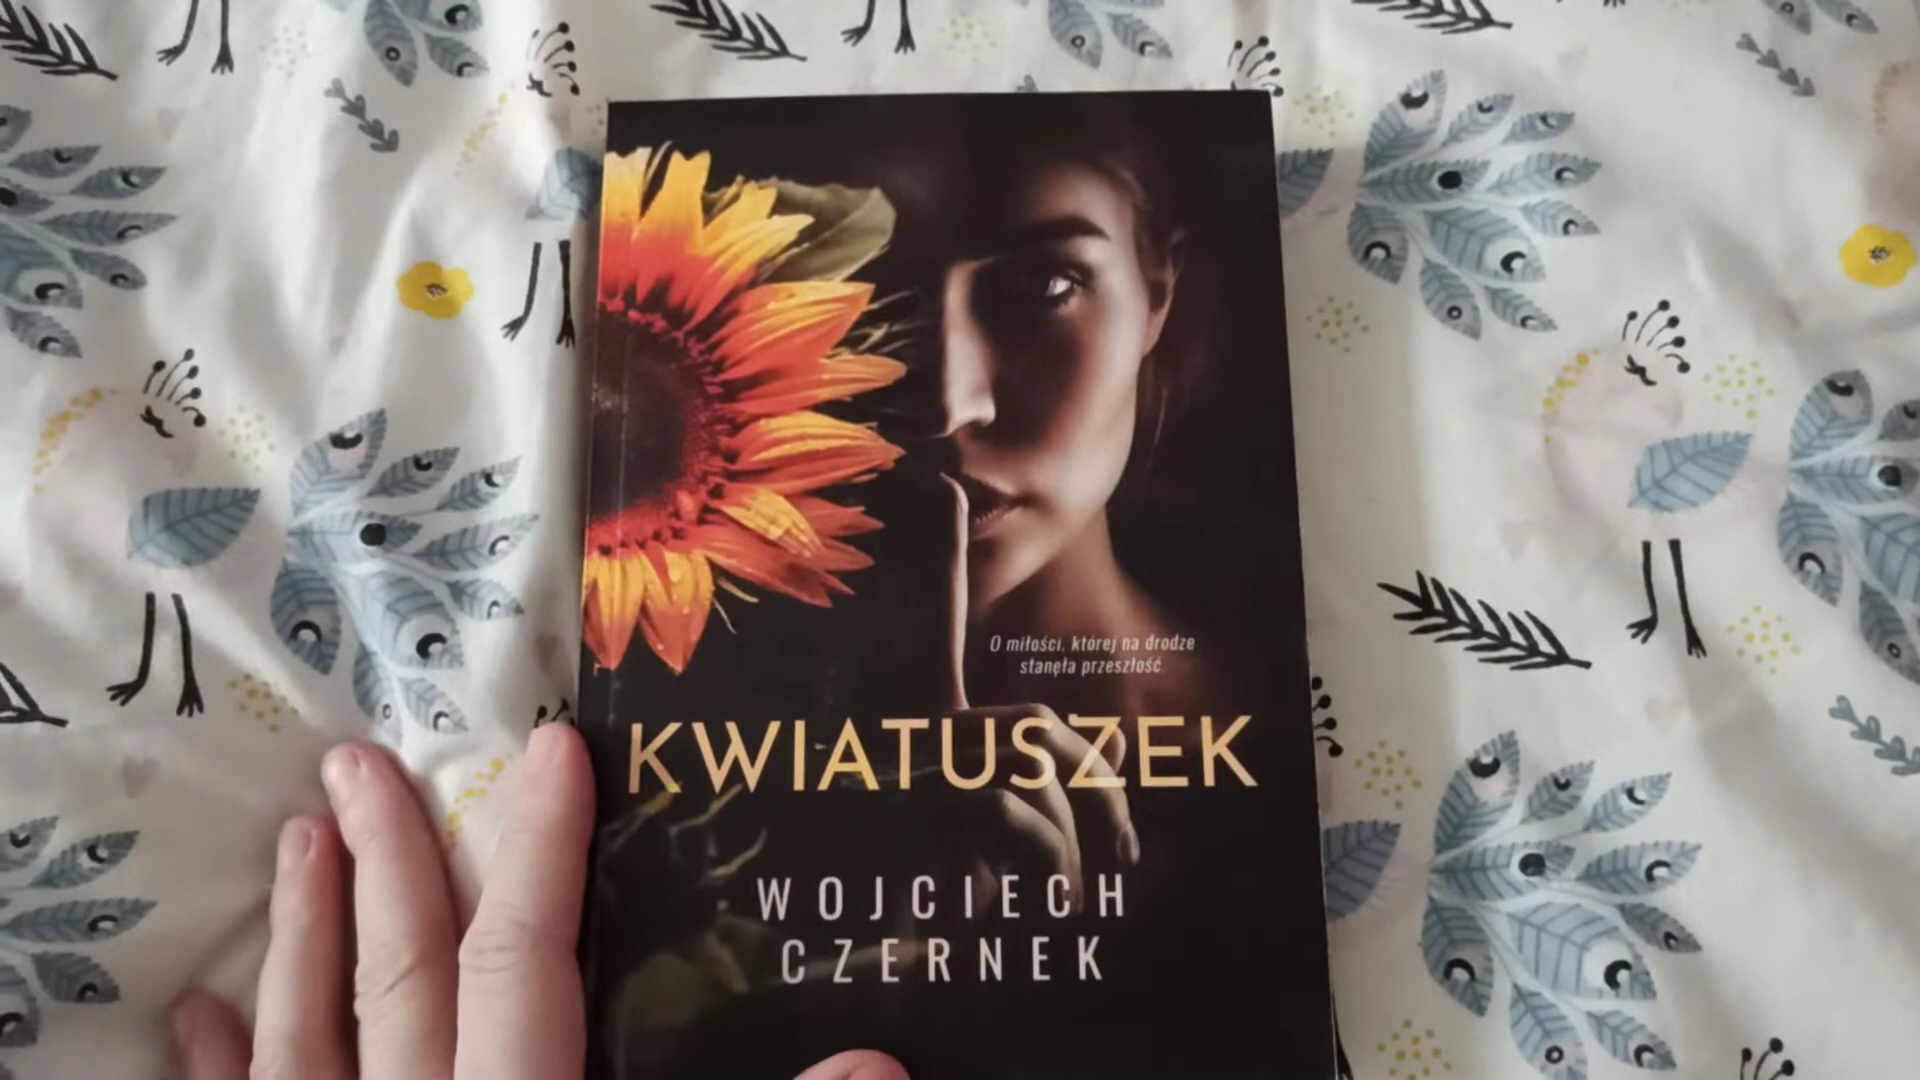 O miłości, której na drodze
stanęła przeszłość.
KWIATUSZEK
WOJCIECH
CZERNEK